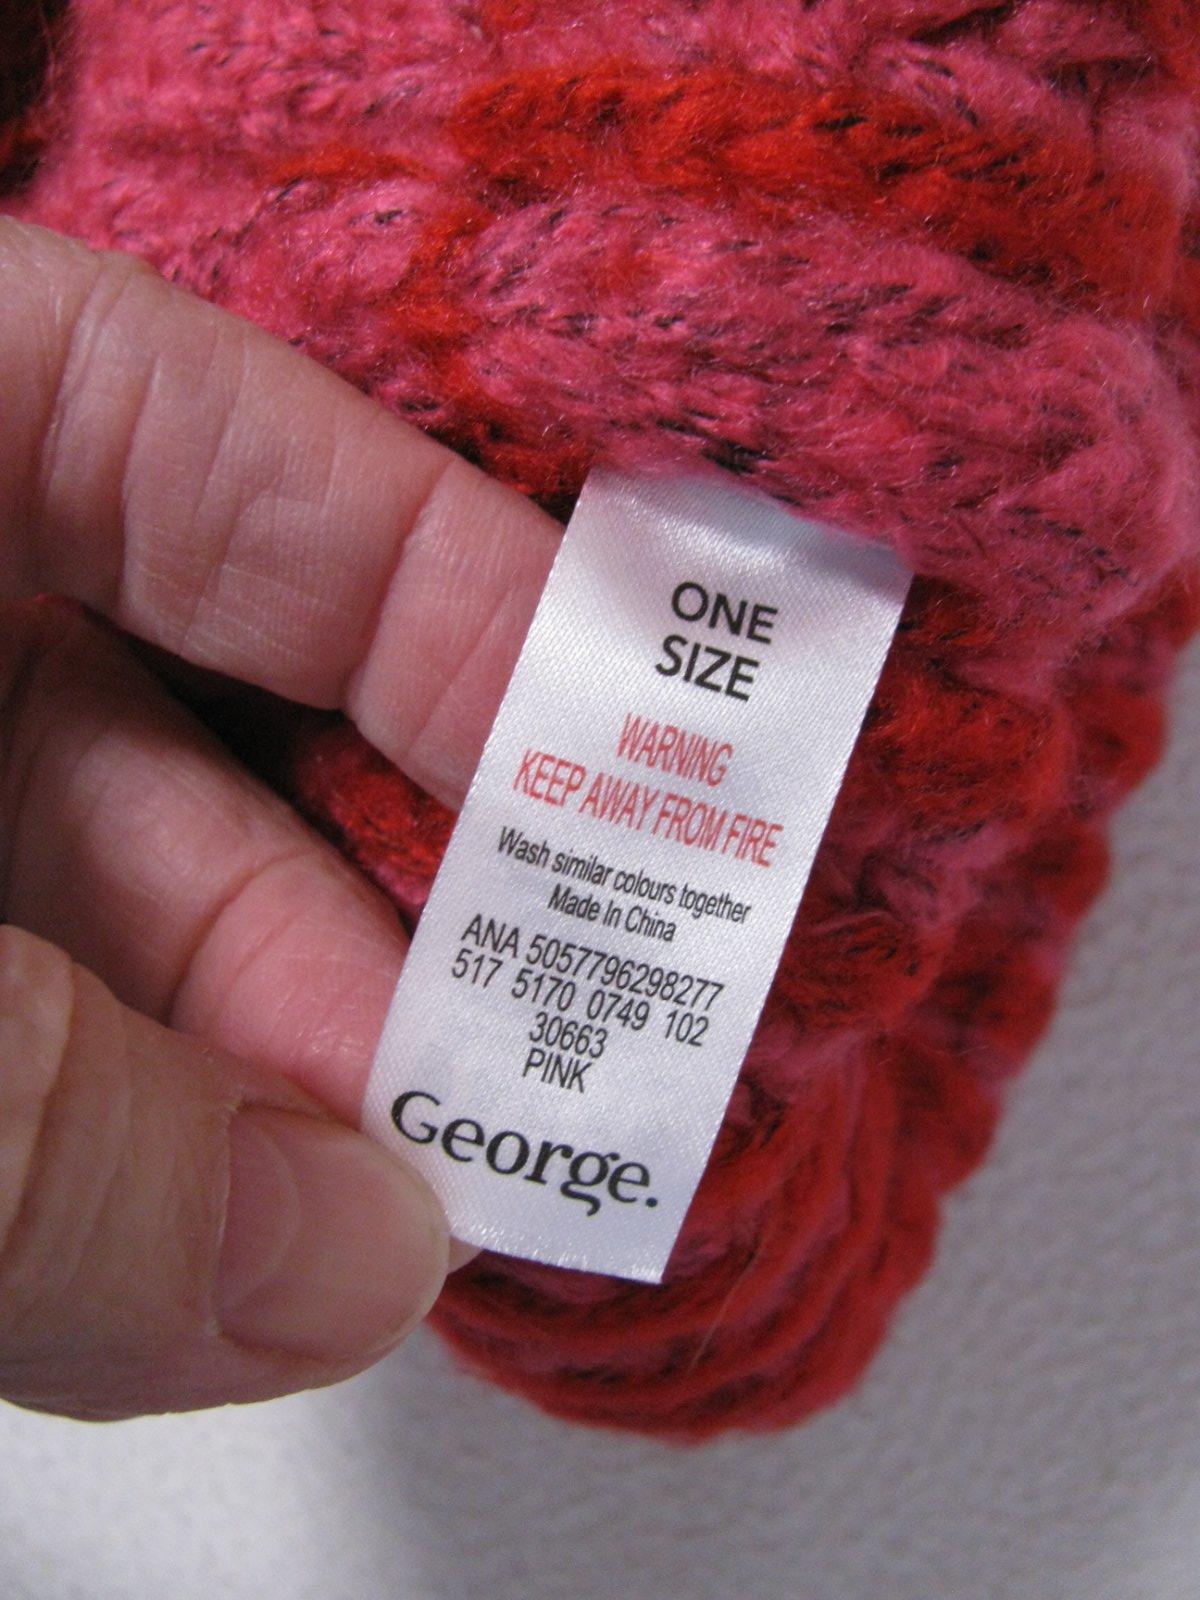 ONE
SIZE
WARNING
KEEP AWAY FROM FIRE
Wash similar colours together
Made In China
ANA 5057796298277
517 5170 0749 102
30663
PINK
George.